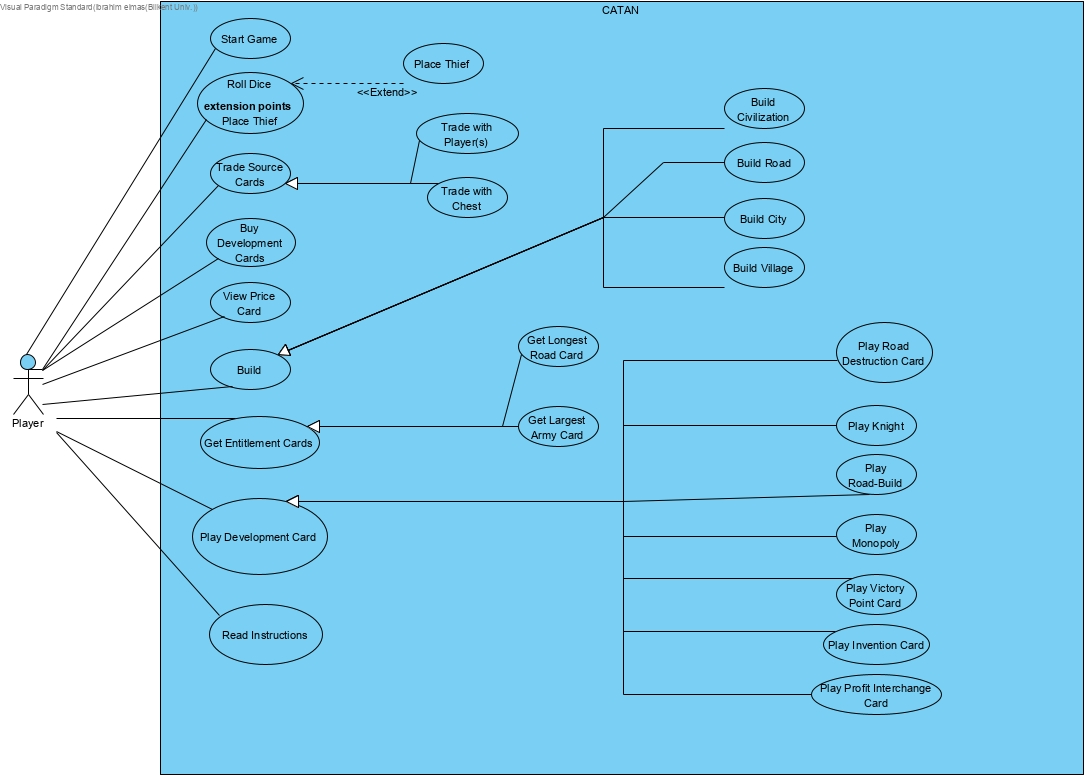 Visual Paradigm Standard(ibrahim elmas(Bilkent Univ.))
CATAN
Start Game
Roll Dice
extension points
Place Thief
Place Thief
<<Extend>>
Trade with
Player(s)
Trade Source
Cards
Trade with
Chest
Buy
Development
Cards
View Price
Card
Build
Build
Civilization
Build Road
Build City
Build Village
Player
Get Longest
Road Card
Get Largest
Army Card
Get Entitlement Cards
Play Development Card
Read Instructions
Play Road
Destruction Card
Play Knight
Play
Road-Build
Play
Monopoly
Play Victory
Point Card
Play Invention Card
Play Profit Interchange
Card